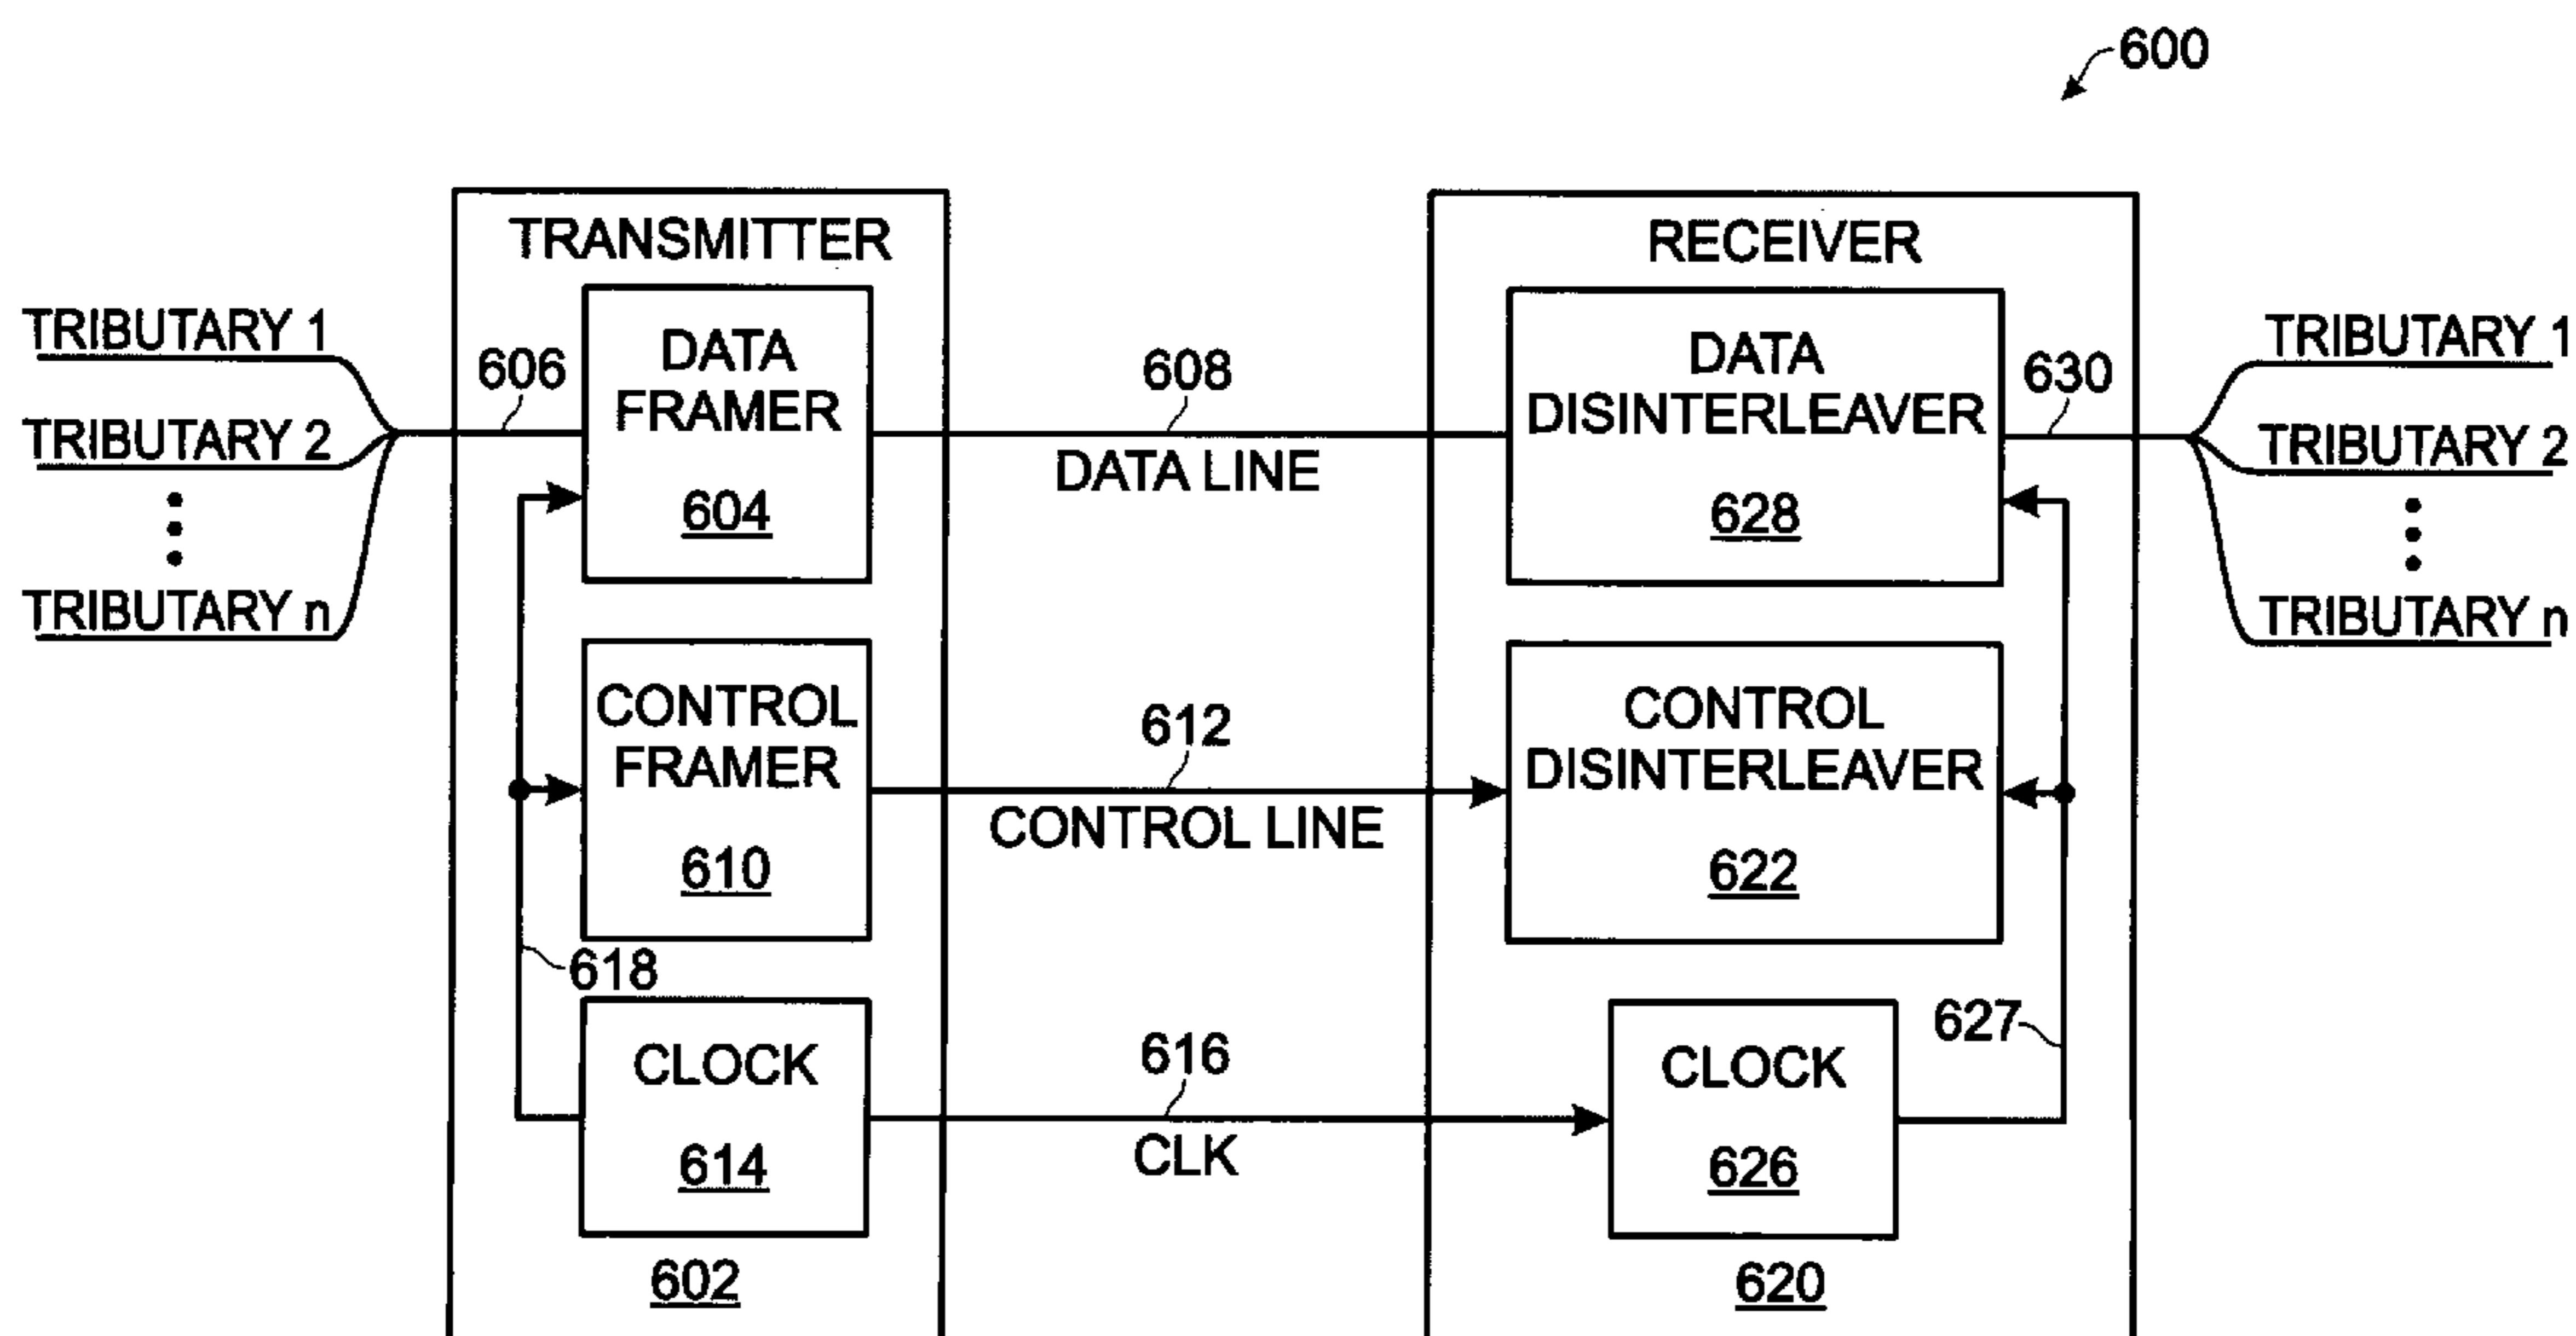 600
TRANSMITTER
RECEIVER
TRIBUTARY 1
TRIBUTARY 2
TRIBUTARY n
606
DATA
FRAMER
604
608
DATA LINE
DATA
DISINTERLEAVER
628
630
TRIBUTARY 1
TRIBUTARY 2
TRIBUTARY n
CONTROL
FRAMER
610
612
CONTROL LINE
CONTROL
DISINTERLEAVER
622
618
CLOCK
614
616
CLK
CLOCK
626
627
602
620